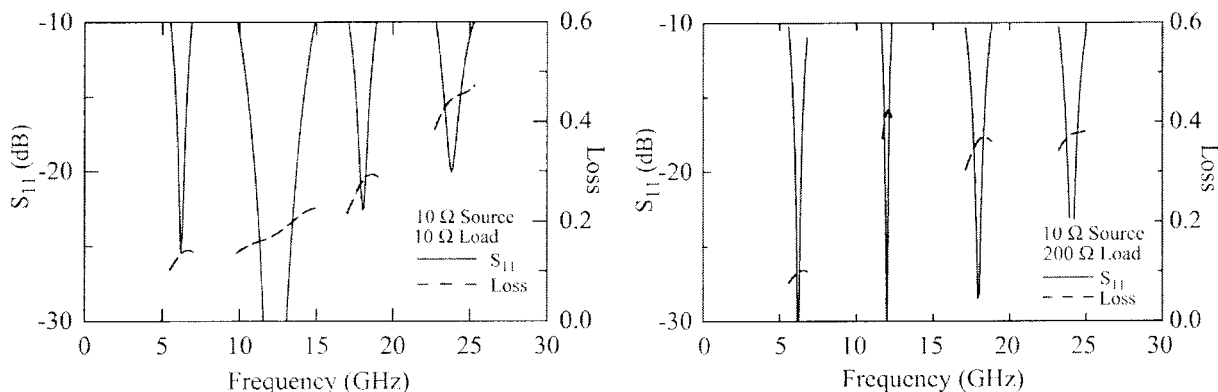 -10
-20
-30
S11 (dB)
0.6
0.4
0.2
0.0
Loss
10 Ω Source
10 Ω Load
S11
Loss
0 5 10 15 20 25 30
Frequency (GHz)
-10
-20
-30
S11 (dB)
0.6
0.4
0.2
0.0
Loss
10 Ω Source
200 Ω Load
S11
Loss
0 5 10 15 20 25 30
Frequency (GHz)